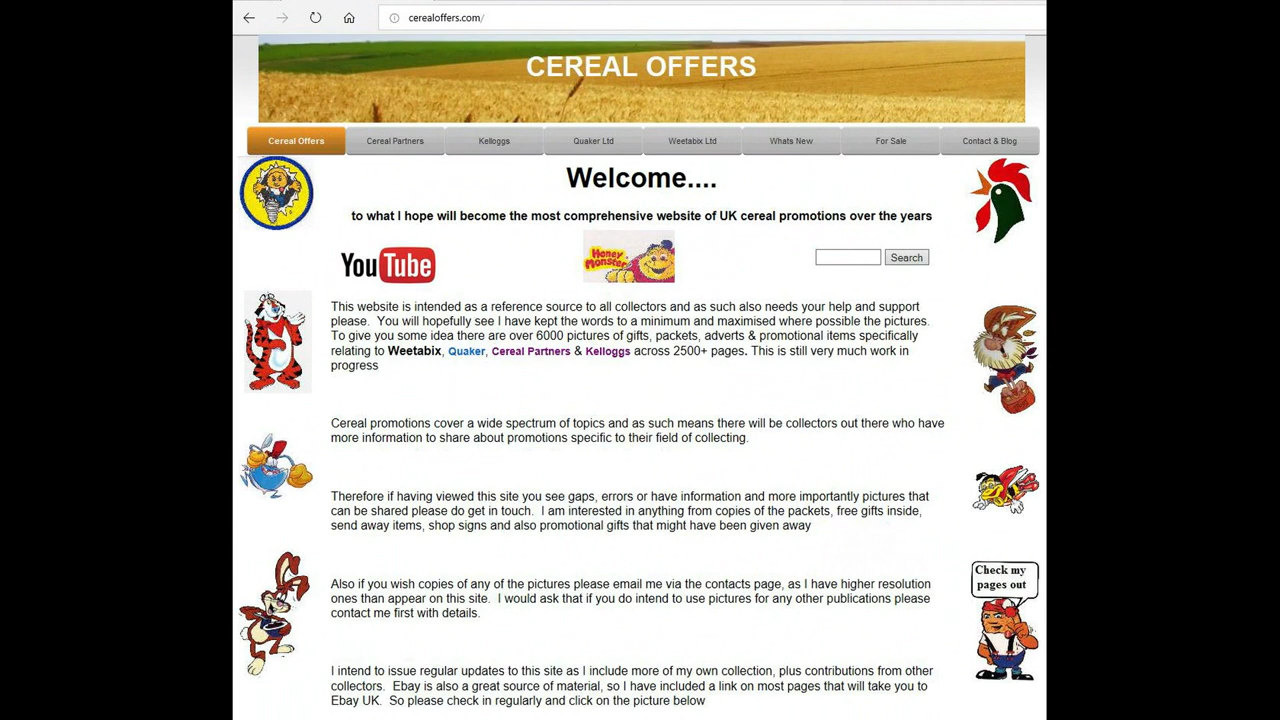 cerealoffers.com/
CEREAL OFFERS
Cereal Offers
Cereal Partners
Kelloggs
Quaker Ltd
Weetabix Ltd
Whats New
For Sale
Contact & Blog
Welcome....
to what I hope will become the most comprehensive website of UK cereal promotions over the years
YouTube
Honey
Monster
Search
This website is intended as a reference source to all collectors and as such also needs your help and support
please.  You will hopefully see I have kept the words to a minimum and maximised where possible the pictures.
To give you some idea there are over 6000 pictures of gifts, packets, adverts & promotional items specifically
relating to Weetabix, Quaker, Cereal Partners & Kelloggs across 2500+ pages. This is still very much work in
progress
Cereal promotions cover a wide spectrum of topics and as such means there will be collectors out there who have
more information to share about promotions specific to their field of collecting.
Therefore if having viewed this site you see gaps, errors or have information and more importantly pictures that
can be shared please do get in touch.  I am interested in anything from copies of the packets, free gifts inside,
send away items, shop signs and also promotional gifts that might have been given away
Check my
pages out
Also if you wish copies of any of the pictures please email me via the contacts page, as I have higher resolution
ones than appear on this site.  I would ask that if you do intend to use pictures for any other publications please
contact me first with details.
I intend to issue regular updates to this site as I include more of my own collection, plus contributions from other
collectors.  Ebay is also a great source of material, so I have included a link on most pages that will take you to
Ebay UK.  So please check in regularly and click on the picture below